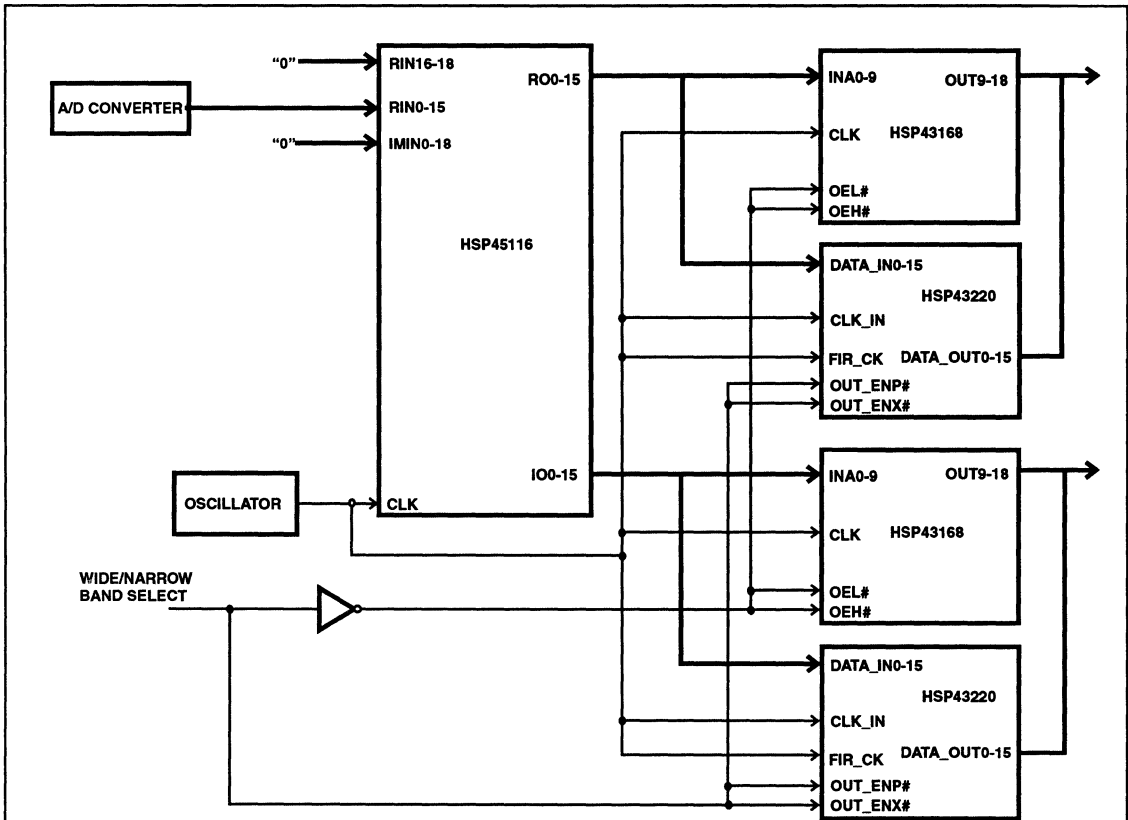 "0"
RIN16-18
RO0-15
A/D CONVERTER
RIN0-15
"0"
IMIN0-18
HSP45116
IO0-15
CLK
OSCILLATOR
WIDE/NARROW
BAND SELECT
INA0-9
OUT9-18
HSP43168
CLK
OEL#
OEH#
DATA_IN0-15
HSP43220
CLK_IN
FIR_CK
DATA_OUT0-15
OUT_ENP#
OUT_ENX#
INA0-9
OUT9-18
CLK
HSP43168
OEL#
OEH#
DATA_IN0-15
HSP43220
CLK_IN
FIR_CK
DATA_OUT0-15
OUT_ENP#
OUT_ENX#